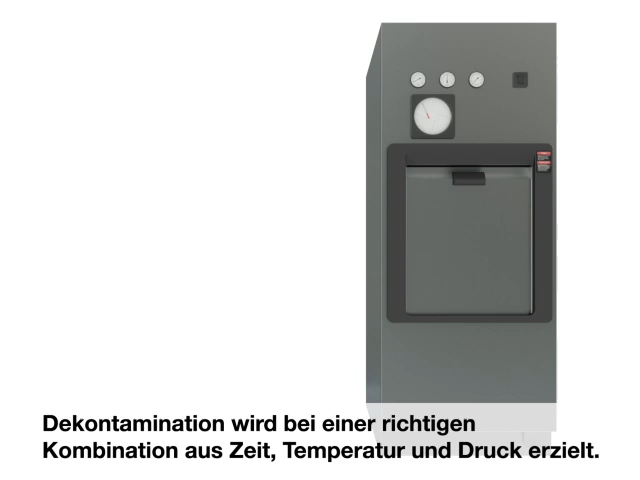 Dekontamination wird bei einer richtigen
Kombination aus Zeit, Temperatur und Druck erzielt.